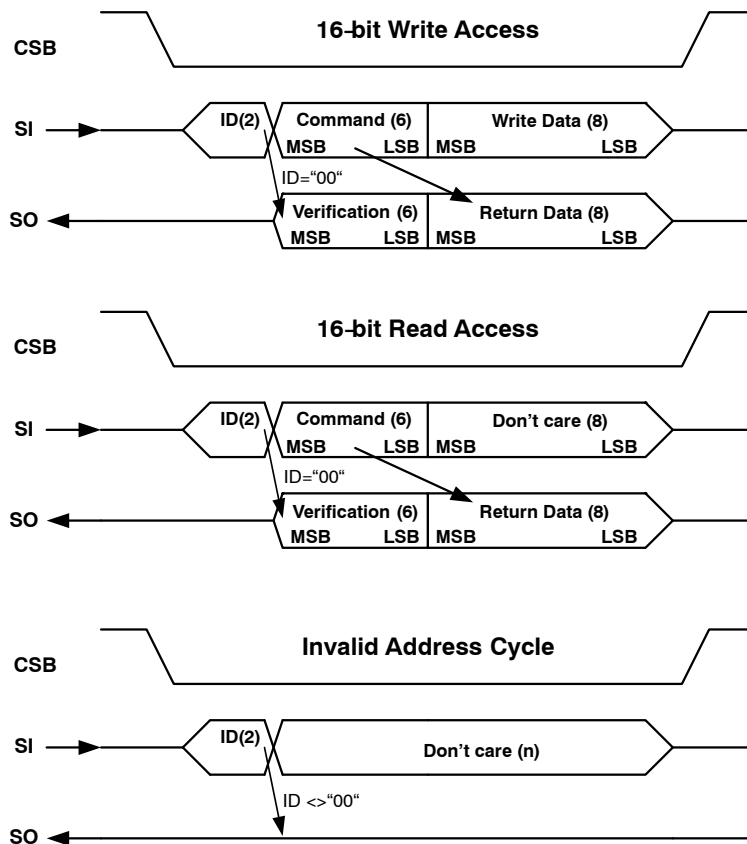 16-bit Write Access
CSB
SI ID(2) Command (6) Write Data (8)
MSB LSB MSB LSB
ID="00"
SO Verification (6) Return Data (8)
MSB LSB MSB LSB
16-bit Read Access
CSB
SI ID(2) Command (6) Don't care (8)
MSB LSB MSB LSB
ID="00"
SO Verification (6) Return Data (8)
MSB LSB MSB LSB
Invalid Address Cycle
CSB
SI ID(2) Don't care (n)
ID <>"00"
SO